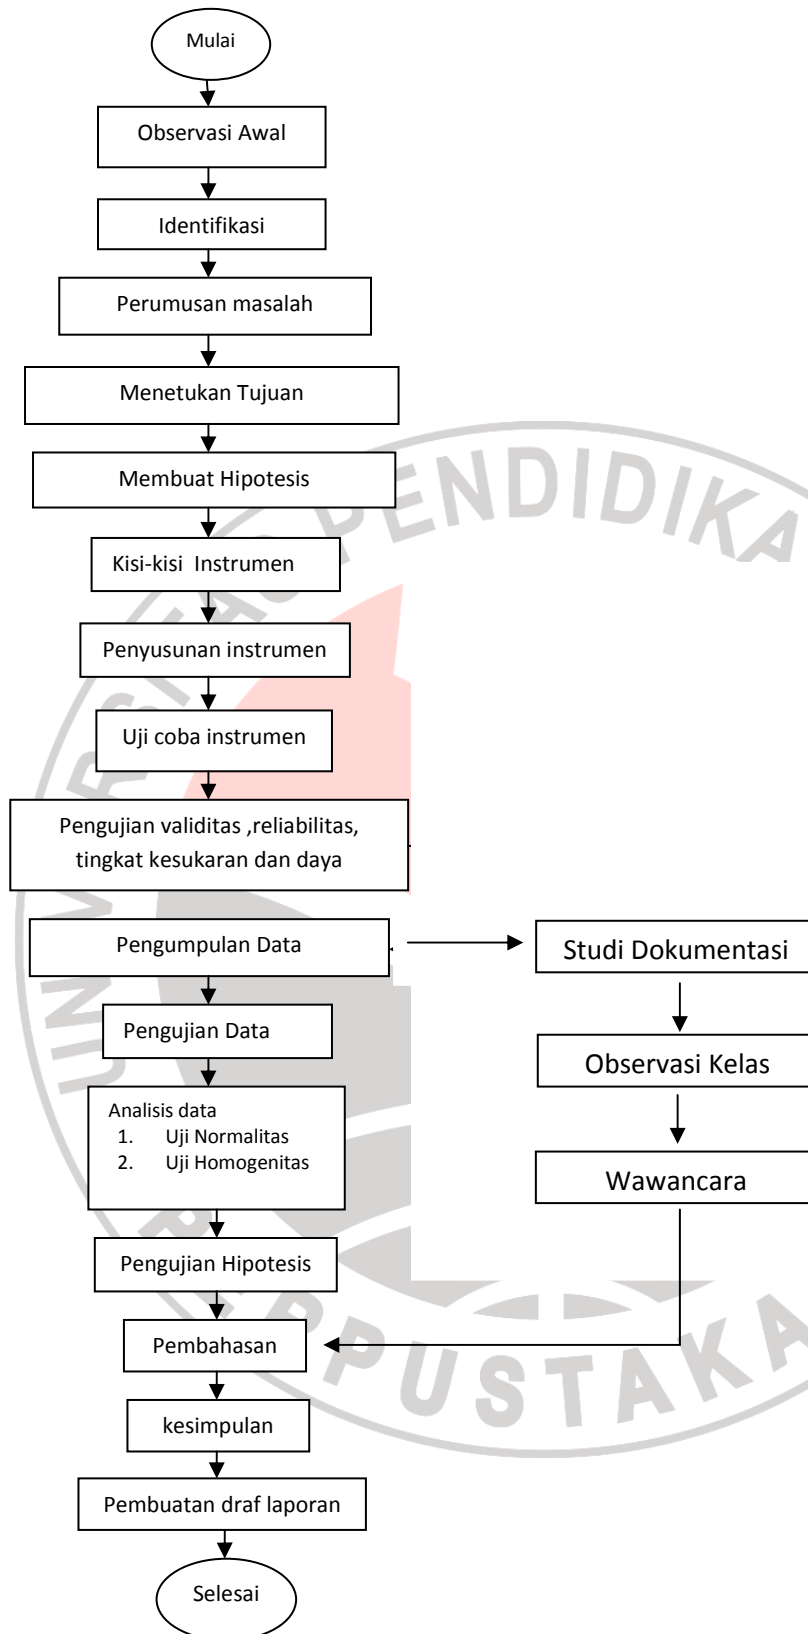 Mulai
Observasi Awal
Identifikasi
Perumusan masalah
Menetukan Tujuan
Membuat Hipotesis
Kisi-kisi  Instrumen
Penyusunan instrumen
Uji coba instrumen
Pengujian validitas ,reliabilitas,
tingkat kesukaran dan daya
Pengumpulan Data
Pengujian Data
Analisis data
1. Uji Normalitas
2. Uji Homogenitas
Pengujian Hipotesis
Pembahasan
kesimpulan
Pembuatan draf laporan
Selesai
Studi Dokumentasi
Observasi Kelas
Wawancara
PENDIDIKA
PUSTAKA